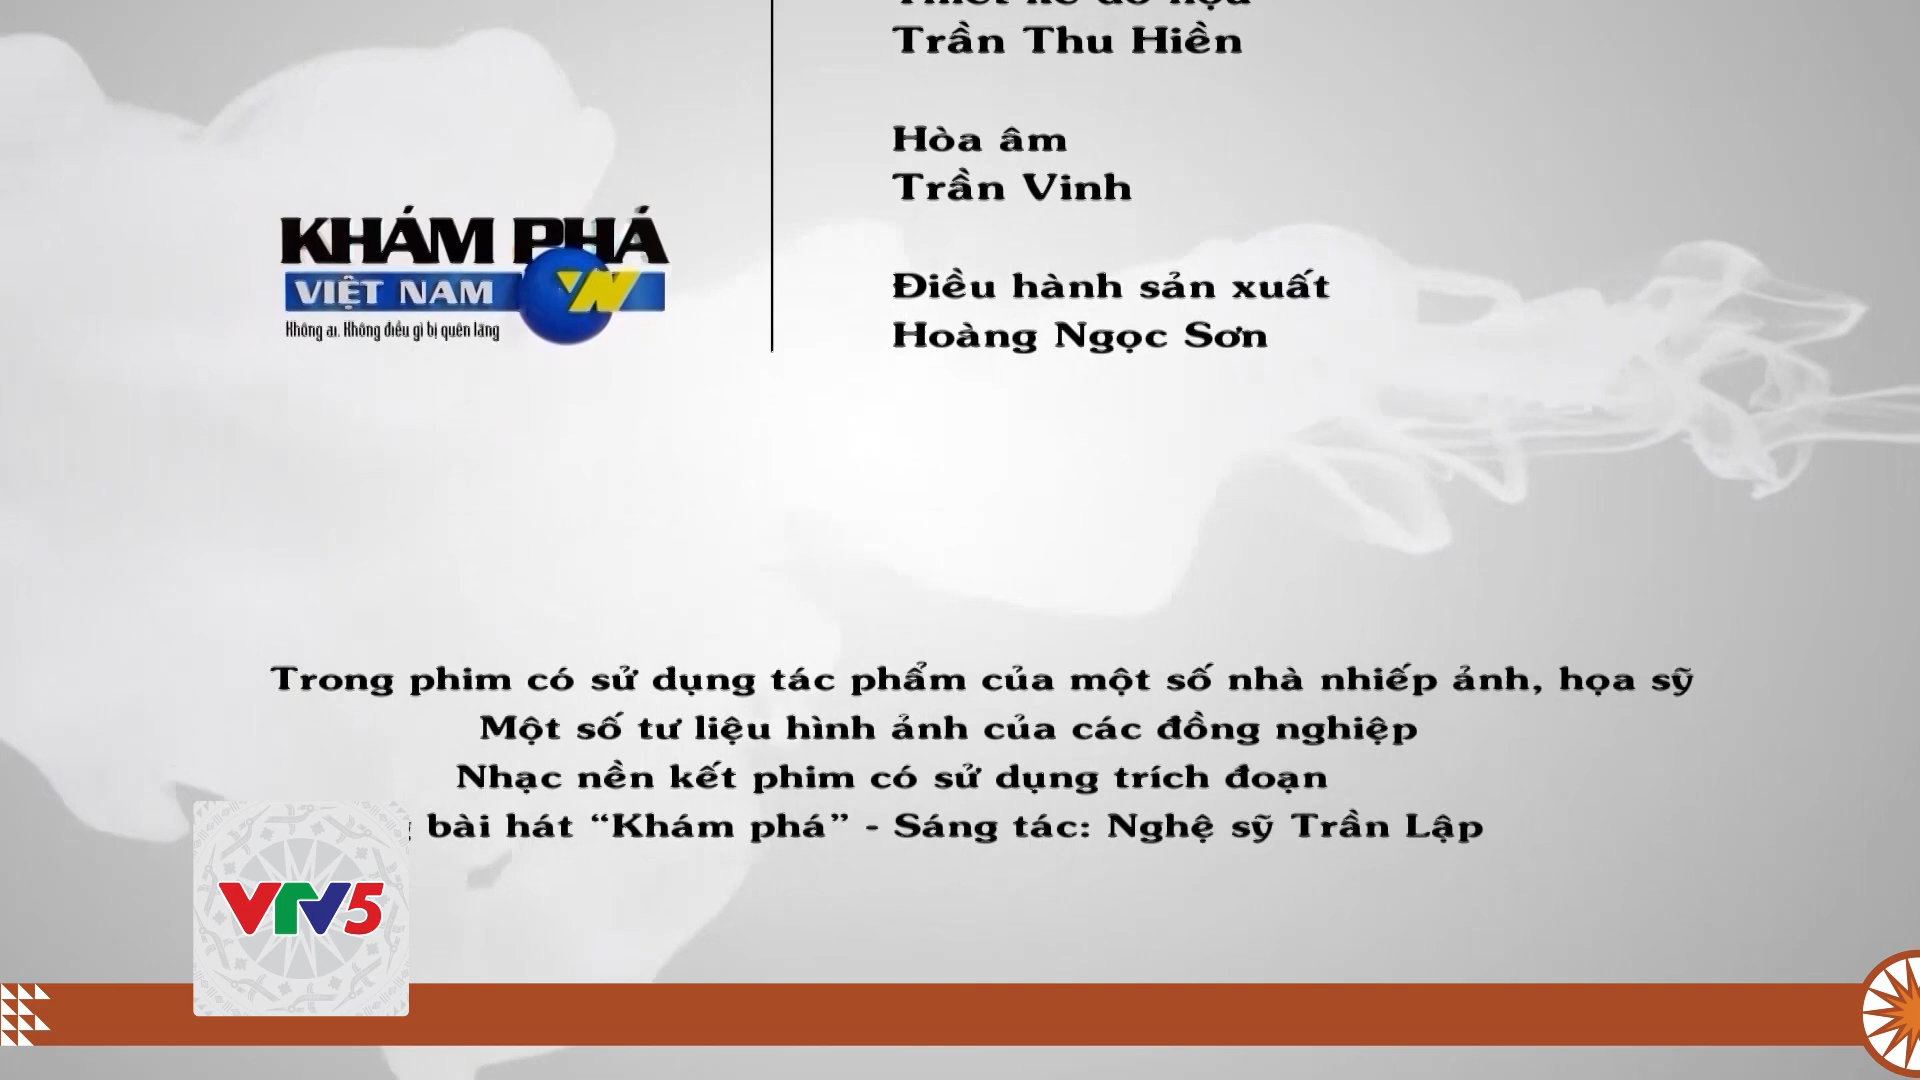 Trần Thu Hiền
Hòa âm
Trần Vinh
Điều hành sản xuất
Hoàng Ngọc Sơn
KHÁM PHÁ
VIỆT NAM VN
Không ai. Không điều gì bị quên lãng
Trong phim có sử dụng tác phẩm của một số nhà nhiếp ảnh, họa sỹ
Một số tư liệu hình ảnh của các đồng nghiệp
Nhạc nền kết phim có sử dụng trích đoạn
bài hát “Khám phá” - Sáng tác: Nghệ sỹ Trần Lập
VTV5